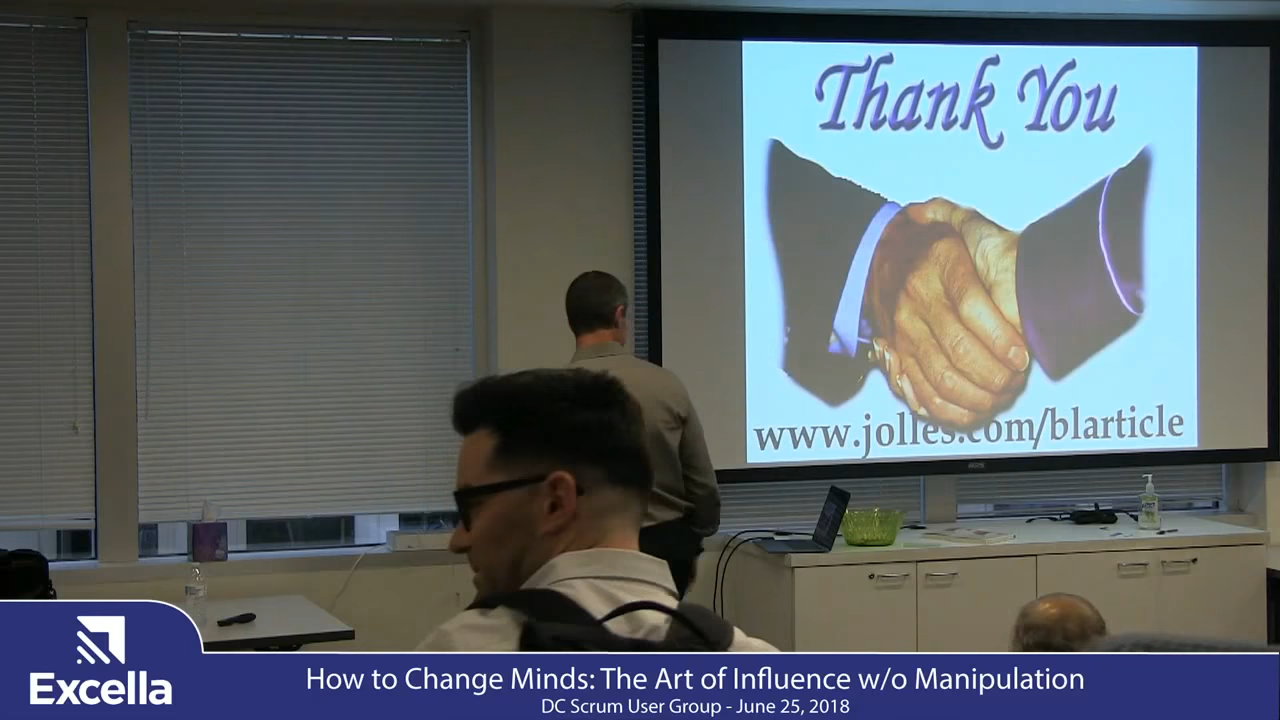 Thank You
www.jolles.com/blarticle
Excella
How to Change Minds: The Art of Influence w/o Manipulation
DC Scrum User Group - June 25, 2018